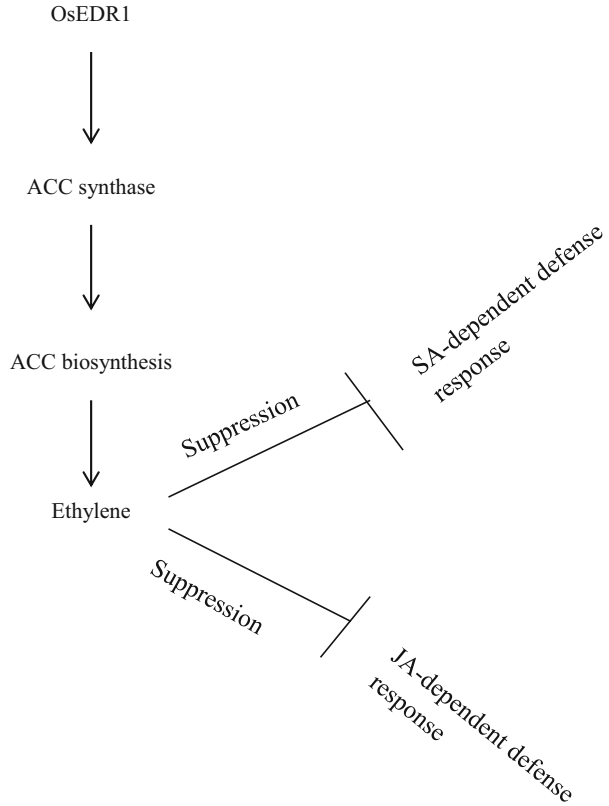 OsEDR1
ACC synthase
ACC biosynthesis
Ethylene
Suppression
SA-dependent defense
response
Suppression
JA-dependent defense
response